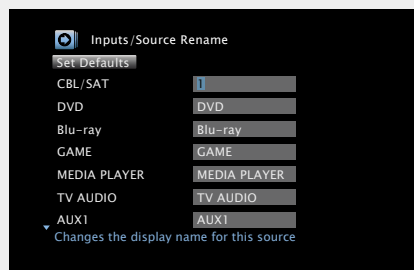 Inputs/Source Rename
Set Defaults
CBL/SAT 1
DVD DVD
Blu-ray Blu-ray
GAME GAME
MEDIA PLAYER MEDIA PLAYER
TV AUDIO TV AUDIO
AUX1 AUX1
Changes the display name for this source